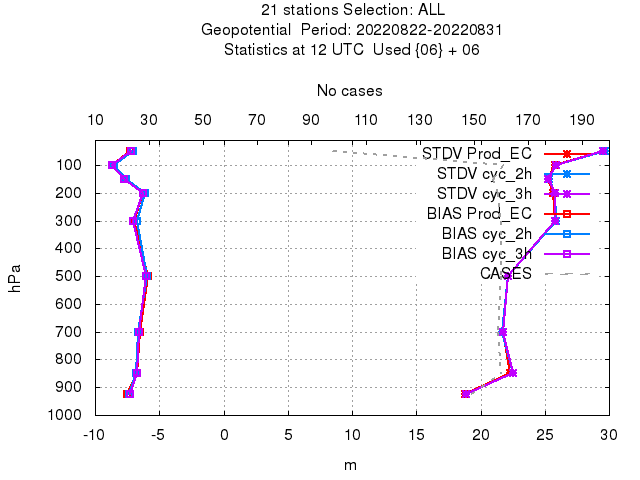 21 stations Selection: ALL
Geopotential  Period: 20220822-20220831
Statistics at 12 UTC  Used {06} + 06
No cases
10 30 50 70 90 110 130 150 170 190
STDV Prod_EC
STDV cyc_2h
STDV cyc_3h
BIAS Prod_EC
BIAS cyc_2h
BIAS cyc_3h
CASES
hPa
100
200
300
400
500
600
700
800
900
1000
-10 -5 0 5 10 15 20 25 30
m